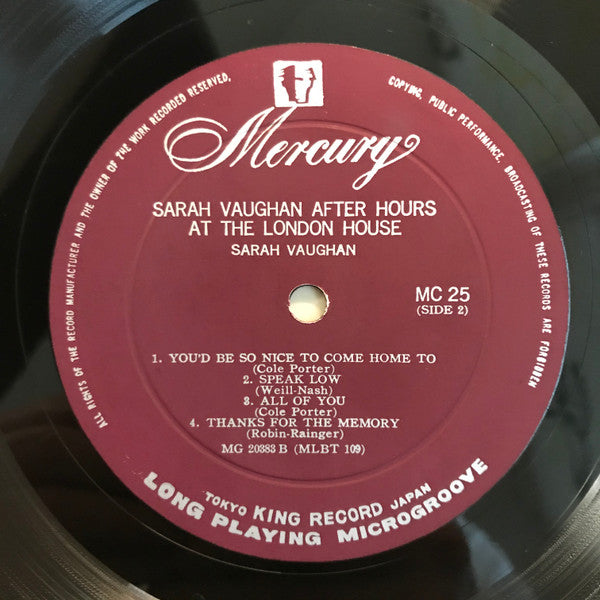 ALL RIGHTS OF THE RECORD MANUFACTURER AND THE OWNER OF THE WORK RECORDED RESERVED.
COPYING, PUBLIC PERFORMANCE, BROADCASTING OF THESE RECORDS ARE FORBIDDEN
Mercury
SARAH VAUGHAN AFTER HOURS
AT THE LONDON HOUSE
SARAH VAUGHAN
MC 25
(SIDE 2)
1. YOU'D BE SO NICE TO COME HOME TO
(Cole Porter)
2. SPEAK LOW
(Weill-Nash)
3. ALL OF YOU
(Cole Porter)
4. THANKS FOR THE MEMORY
(Robin-Rainger)
MG 20383 B (MLBT 109)
TOKYO KING RECORD JAPAN
LONG PLAYING MICROGROOVE